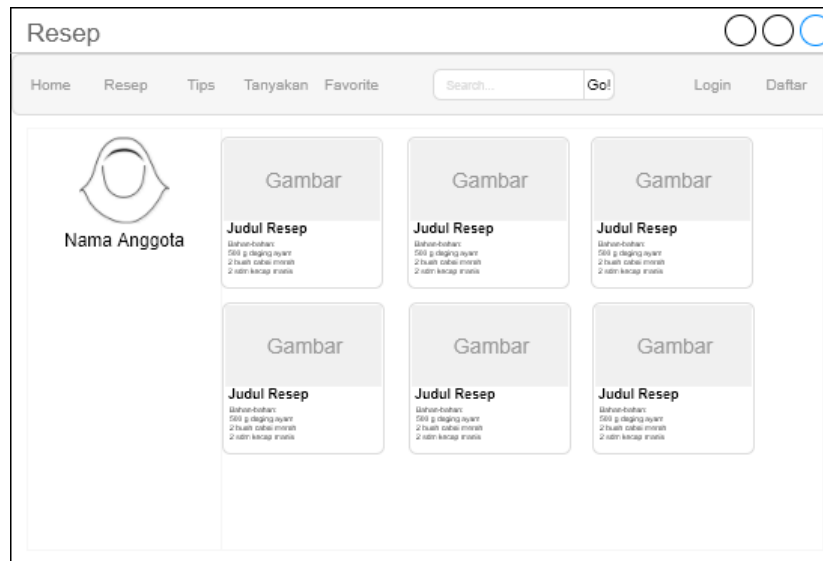 Resep
Home Resep Tips Tanyakan Favorite Search... Go! Login Daftar
Nama Anggota
Gambar Gambar Gambar
Judul Resep Judul Resep Judul Resep
Bahan-bahan: Bahan-bahan: Bahan-bahan:
500 g daging ayam 500 g daging ayam 500 g daging ayam
2 buah cabai merah 2 buah cabai merah 2 buah cabai merah
2 sdm kecap manis 2 sdm kecap manis 2 sdm kecap manis
Gambar Gambar Gambar
Judul Resep Judul Resep Judul Resep
Bahan-bahan: Bahan-bahan: Bahan-bahan:
500 g daging ayam 500 g daging ayam 500 g daging ayam
2 buah cabai merah 2 buah cabai merah 2 buah cabai merah
2 sdm kecap manis 2 sdm kecap manis 2 sdm kecap manis